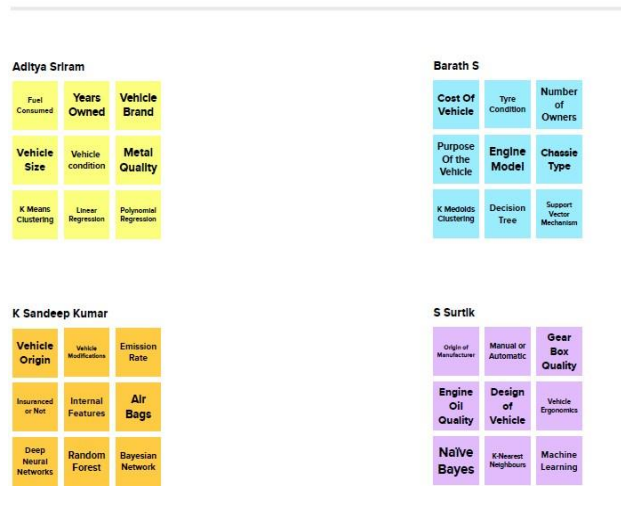 Aditya Sriram
Fuel
Consumed
Years
Owned
Vehicle
Brand
Vehicle
Size
Vehicle
condition
Metal
Quality
K Means
Clustering
Linear
Regression
Polynomial
Regression
Barath S
Cost Of
Vehicle
Tyre
Condition
Number
of
Owners
Purpose
Of the
Vehicle
Engine
Model
Chassie
Type
K Medoids
Clustering
Decision
Tree
Support
Vector
Mechanism
K Sandeep Kumar
Vehicle
Origin
Vehicle
Modifications
Emission
Rate
Insuranced
or Not
Internal
Features
Air
Bags
Deep
Neural
Networks
Random
Forest
Bayesian
Network
S Surtik
Origin of
Manufacturer
Manual or
Automatic
Gear
Box
Quality
Engine
Oil
Quality
Design
of
Vehicle
Vehicle
Ergonomics
Naïve
Bayes
K-Nearest
Neighbours
Machine
Learning